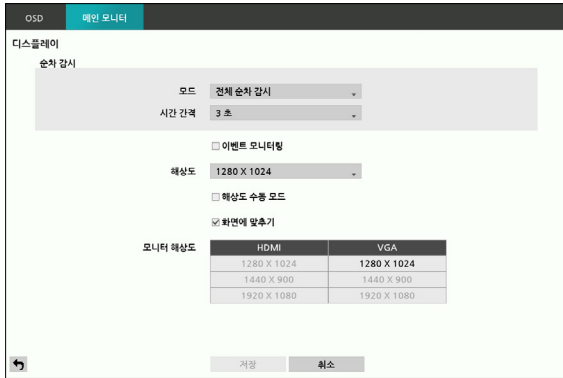 OSD 메인 모니터
디스플레이
순차 감시
모드 전체 순차 감시
시간 간격 3 초
이벤트 모니터링
해상도 1280 X 1024
해상도 수동 모드
화면에 맞추기
모니터 해상도 HDMI VGA
1280 X 1024 1280 X 1024
1440 X 900 1440 X 900
1920 X 1080 1920 X 1080
저장 취소